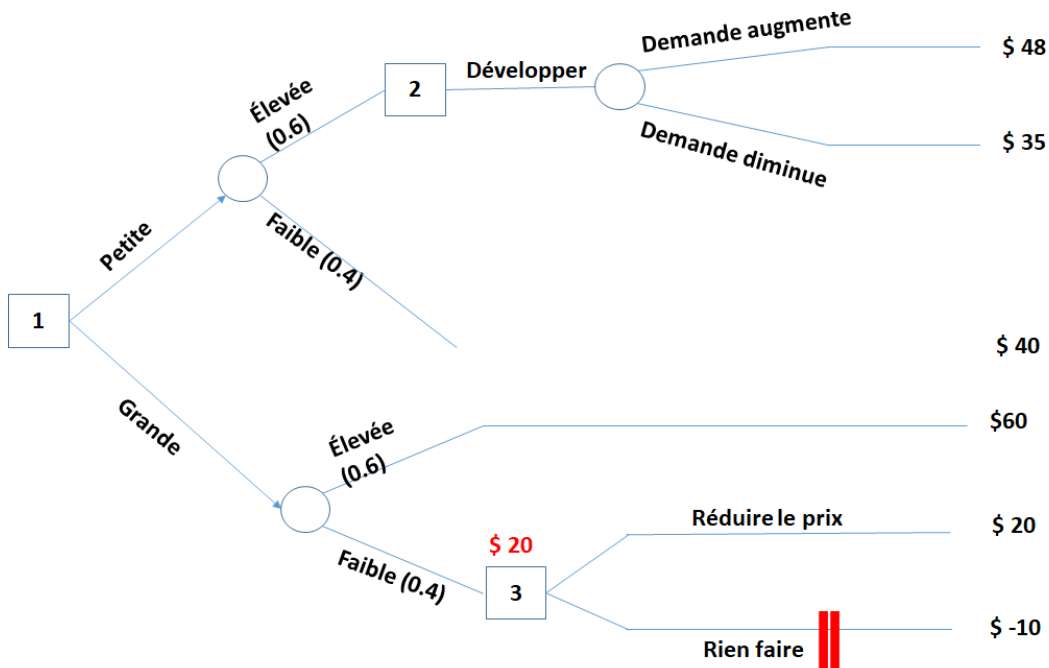 Demande augmente
$ 48
Développer
2
Élevée
(0.6)
Demande diminue
$ 35
Petite
Faible (0.4)
1
$ 40
Grande
Élevée
(0.6)
$60
Réduire le prix
$ 20
$ 20
Faible (0.4)
3
Rien faire
$ -10